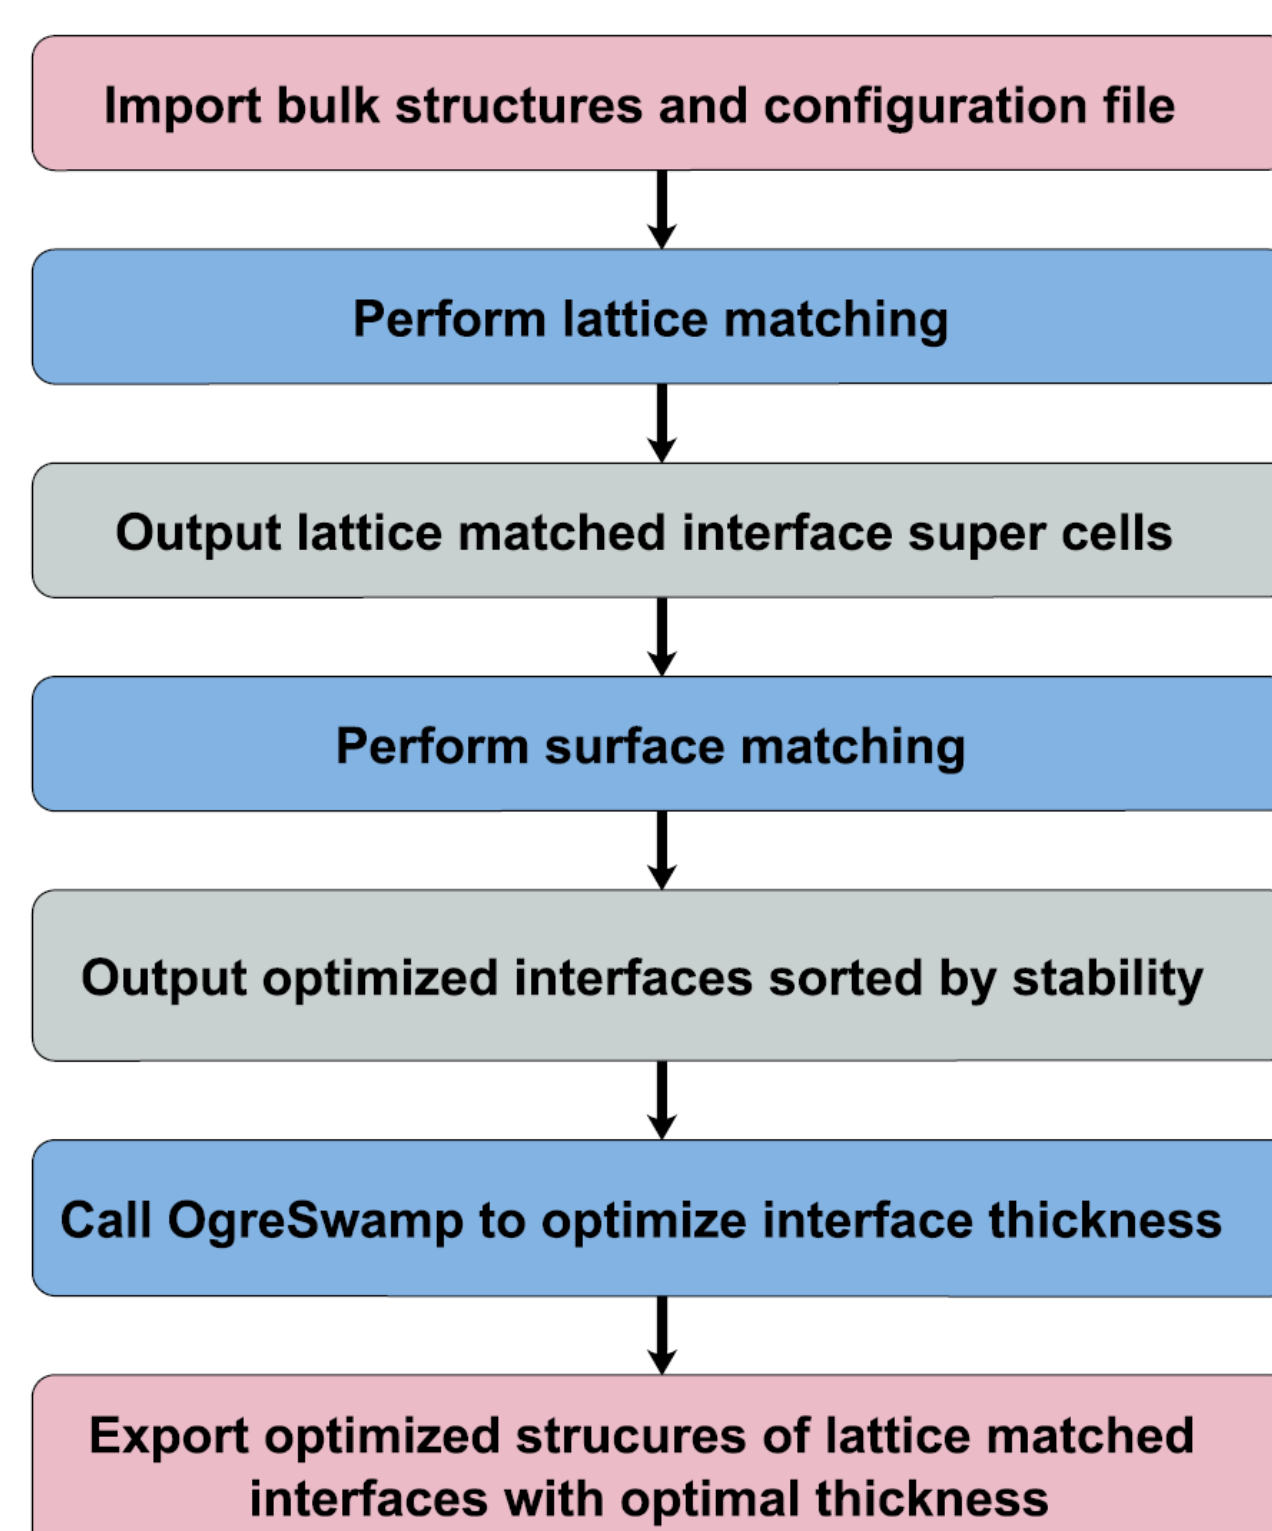 Import bulk structures and configuration file
Perform lattice matching
Output lattice matched interface super cells
Perform surface matching
Output optimized interfaces sorted by stability
Call OgreSwamp to optimize interface thickness
Export optimized strucures of lattice matched
interfaces with optimal thickness